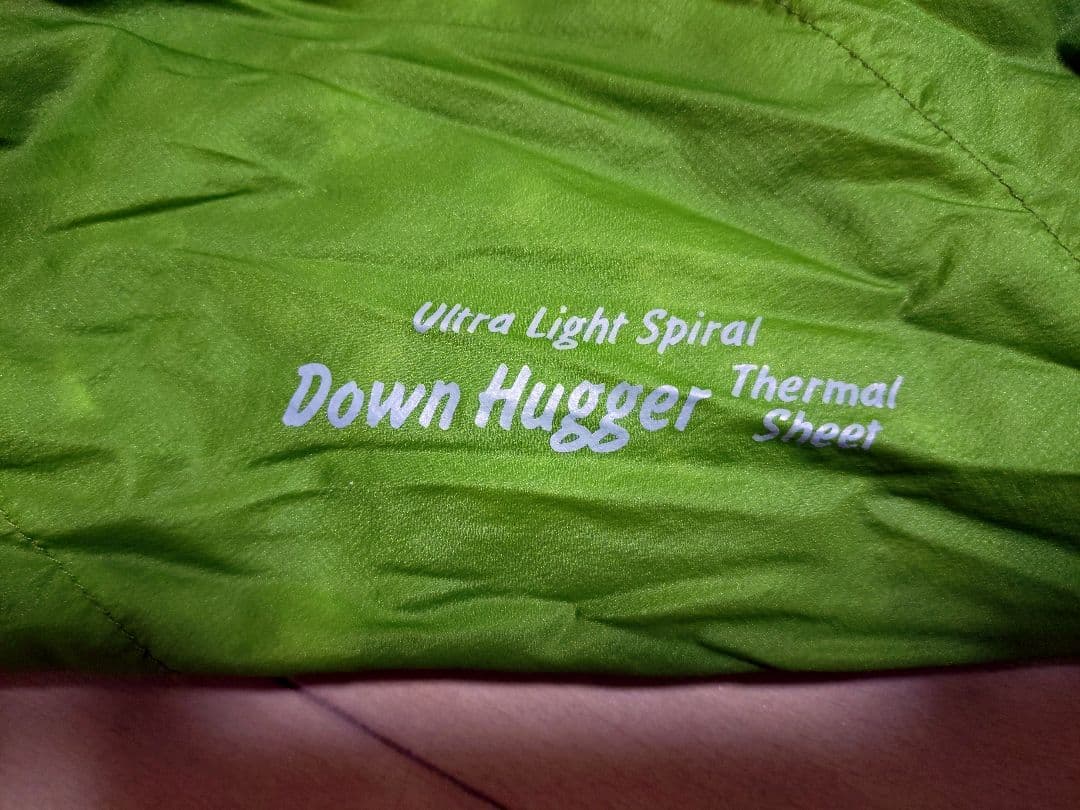 Ultra Light Spiral
Down Hugger Thermal
Sheet